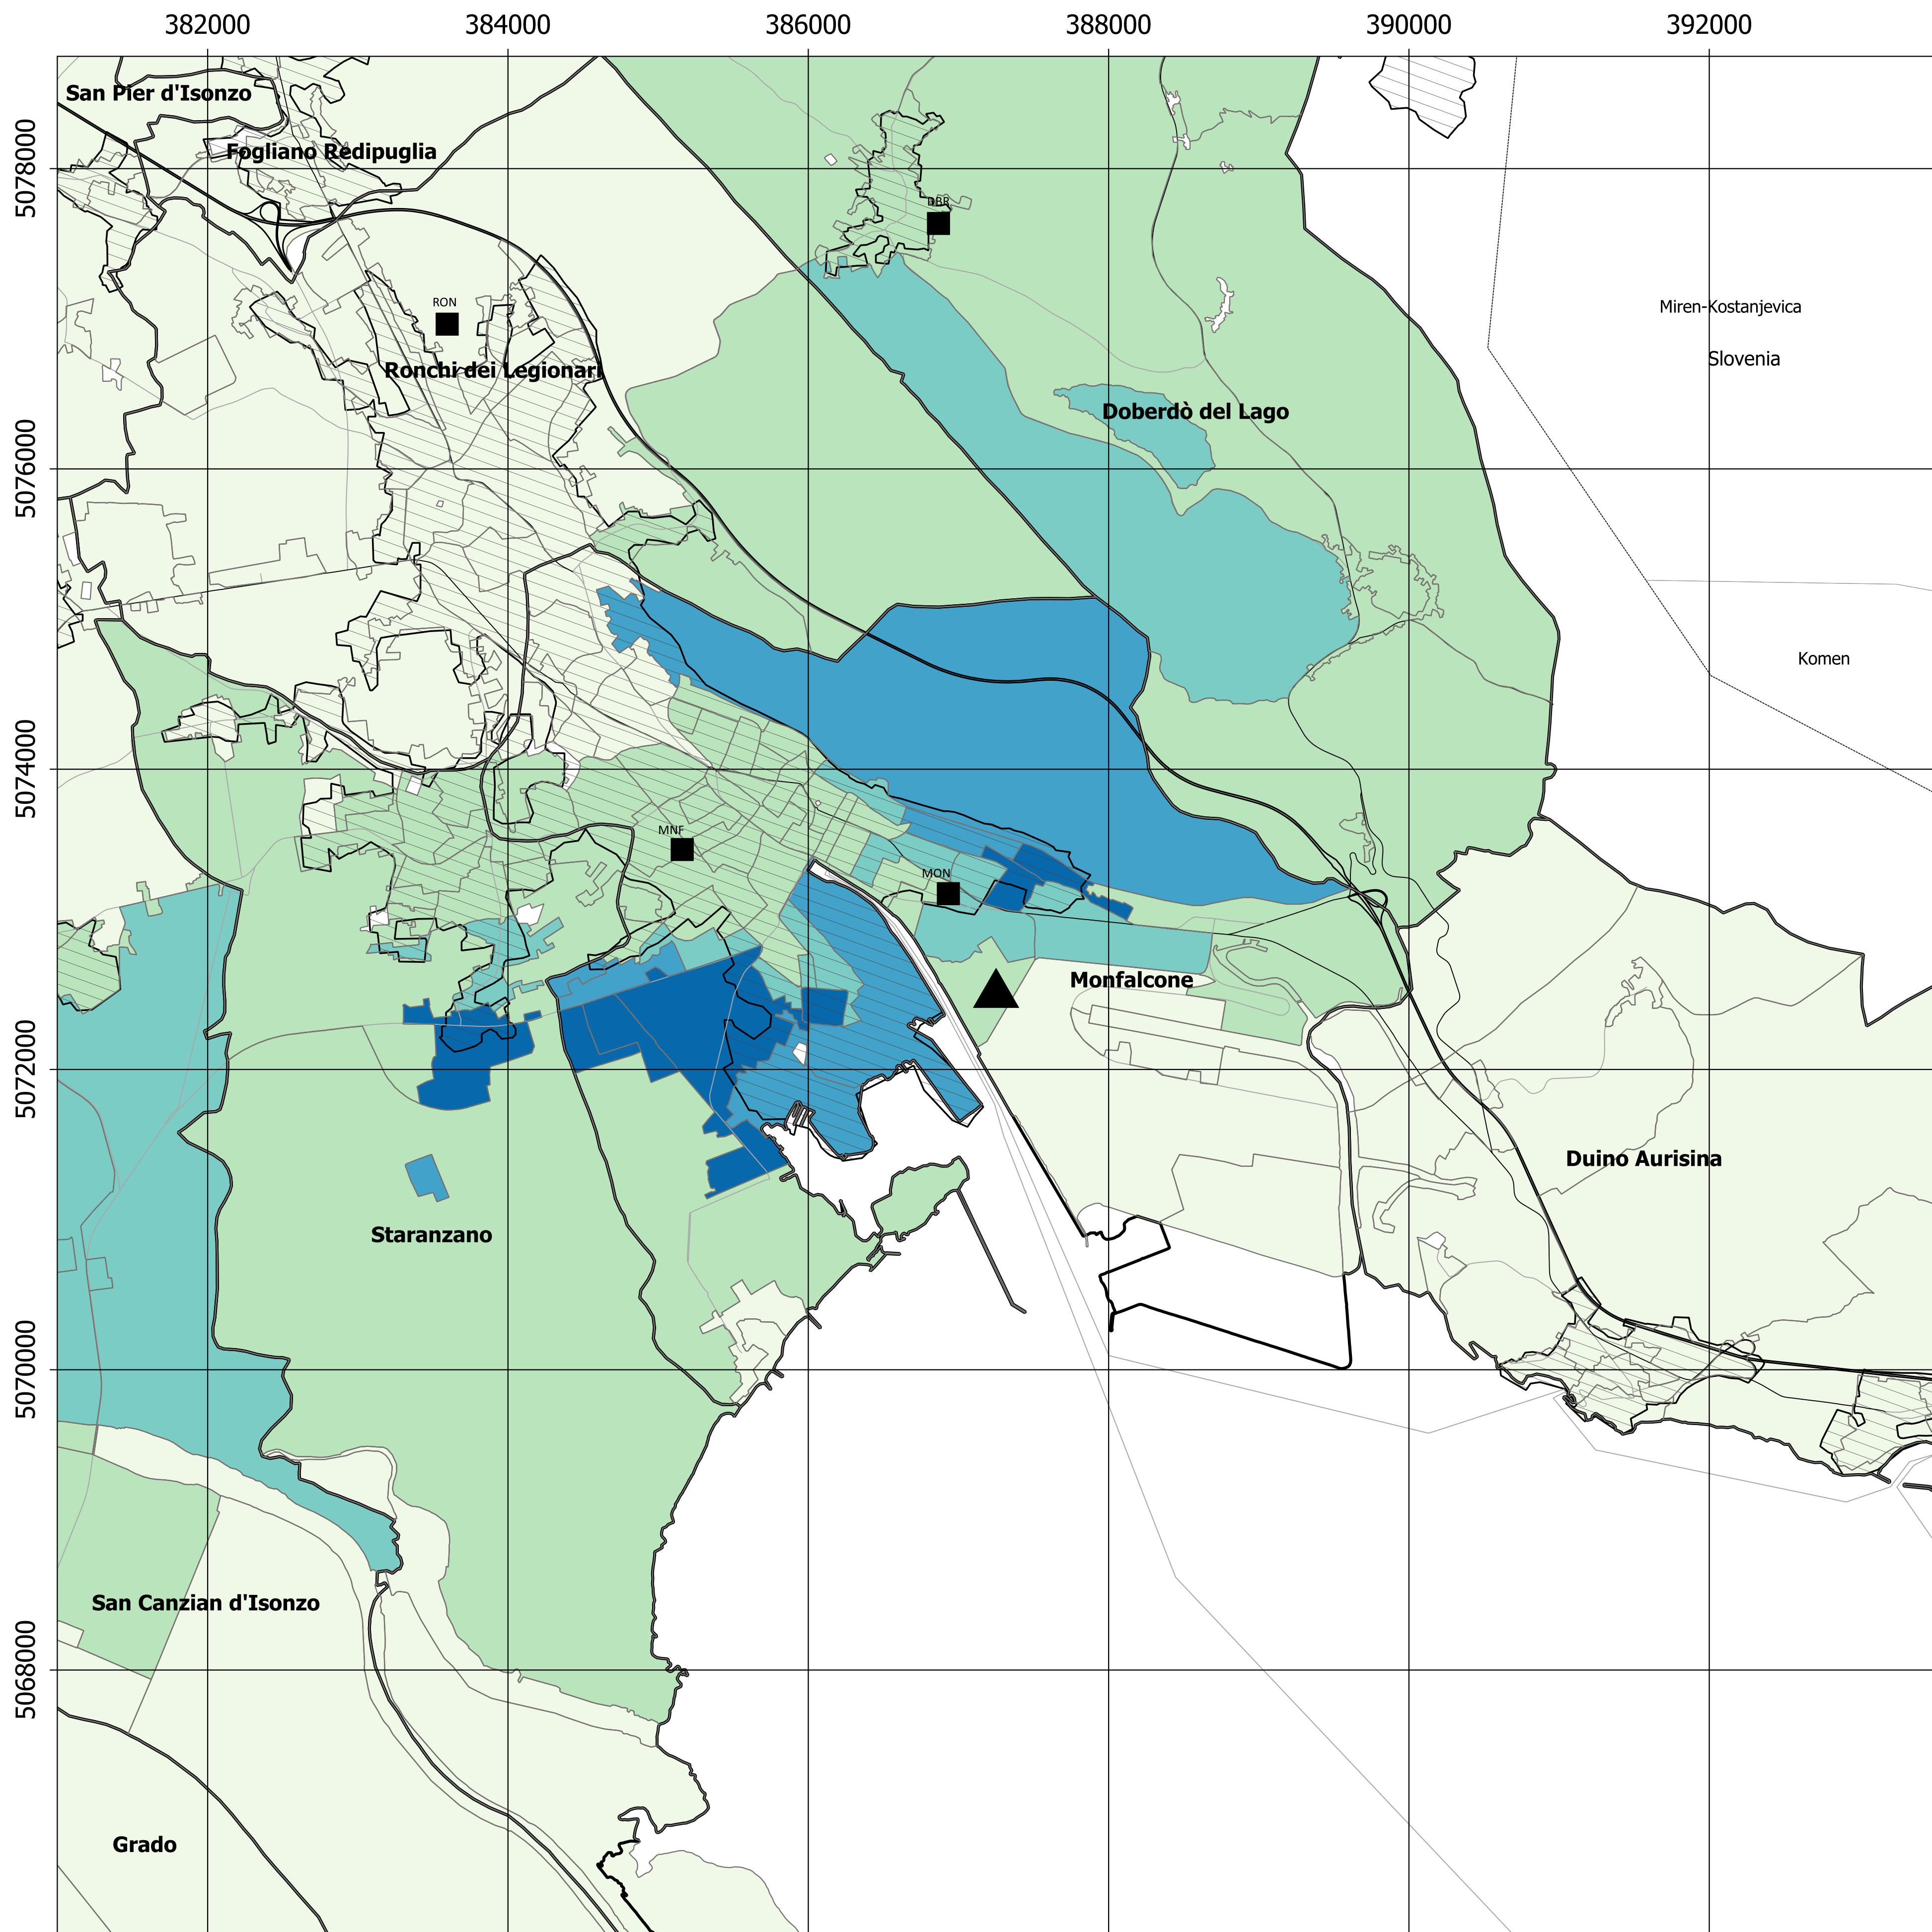 382000 384000 386000 388000 390000 392000
San Pier d'Isonzo
Fogliano Redipuglia
5078000
DBR
RON
Miren-Kostanjevica
Slovenia
Ronchi dei Legionari
Doberdò del Lago
5076000
Komen
5074000
MNF
MON
Monfalcone
5072000
Duino Aurisina
Staranzano
5070000
San Canzian d'Isonzo
5068000
Grado